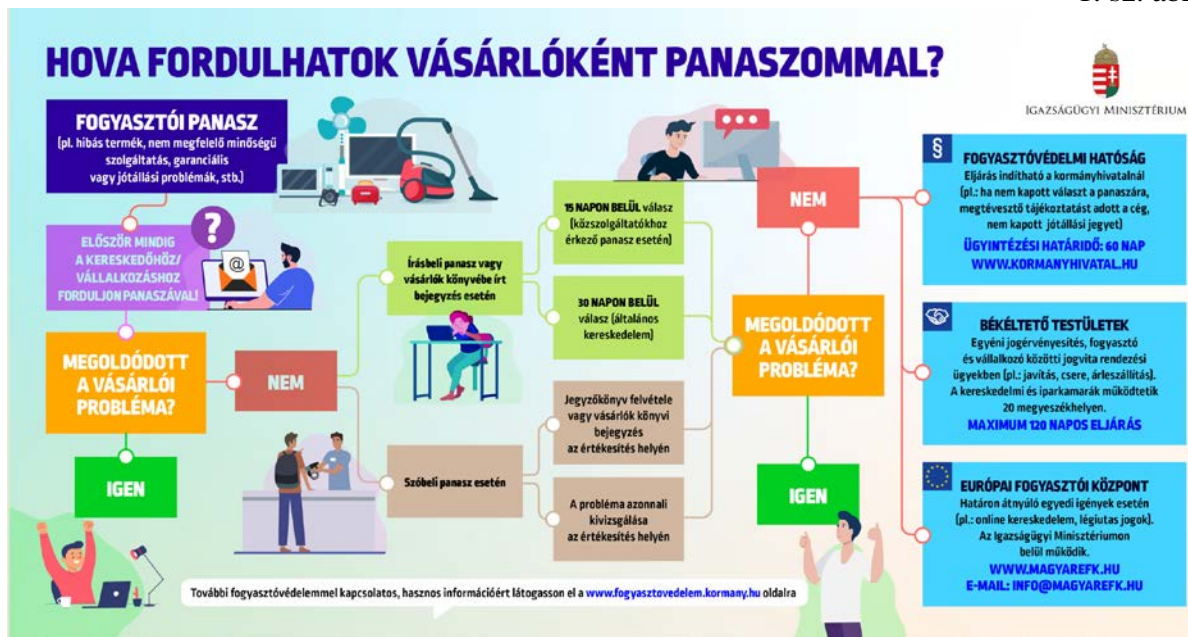 HOVA FORDULHATOK VÁSÁRLÓKÉNT PANASZOMMAL?
IGAZSÁGÜGYI MINISZTÉRIUM
FOGYASZTÓI PANASZ
(pl. hibás termék, nem megfelelő minőségű
szolgáltatás, garanciális
vagy jótállási problémák, stb.)
ELŐSZÖR MINDIG
A KERESKEDŐHÖZ/
VÁLLALKOZÁSHOZ
FORDULJON PANASZÁVAL!
?
@
MEGOLDÓDOTT
A VÁSÁRLÓI
PROBLÉMA?
IGEN
NEM
Írásbeli panasz vagy
vásárlók könyvébe írt
bejegyzés esetén
Szóbeli panasz esetén
15 NAPON BELÜL válasz
(közszolgáltatókhoz
érkező panasz esetén)
30 NAPON BELÜL
válasz (általános
kereskedelem)
Jegyzőkönyv felvétele
vagy vásárlók könyvi
bejegyzés
az értékesítés helyén
A probléma azonnali
kivizsgálása
az értékesítés helyén
NEM
MEGOLDÓDOTT
A VÁSÁRLÓI
PROBLÉMA?
IGEN
§
FOGYASZTÓVÉDELMI HATÓSÁG
Eljárás indítható a kormányhivatalnál
(pl.: ha nem kapott választ a panaszára,
megtévesztő tájékoztatást adott a cég,
nem kapott jótállási jegyet)
ÜGYINTÉZÉSI HATÁRIDŐ: 60 NAP
WWW.KORMANYHIVATAL.HU
BÉKÉLTETŐ TESTÜLETEK
Egyéni jogérvényesítés, fogyasztó
és vállalkozó közötti jogvita rendezési
ügyekben (pl.: javítás, csere, árleszállítás).
A kereskedelmi és iparkamarák működtetik
20 megyeszékhelyen.
MAXIMUM 120 NAPOS ELJÁRÁS
EURÓPAI FOGYASZTÓI KÖZPONT
Határon átnyúló egyedi igények esetén
(pl.: online kereskedelem, légiutas jogok).
Az Igazságügyi Minisztériumon
belül működik.
WWW.MAGYAREFK.HU
E-MAIL: INFO@MAGYAREFK.HU
További fogyasztóvédelemmel kapcsolatos, hasznos információért látogasson el a www.fogyasztovedelem.kormany.hu oldalra